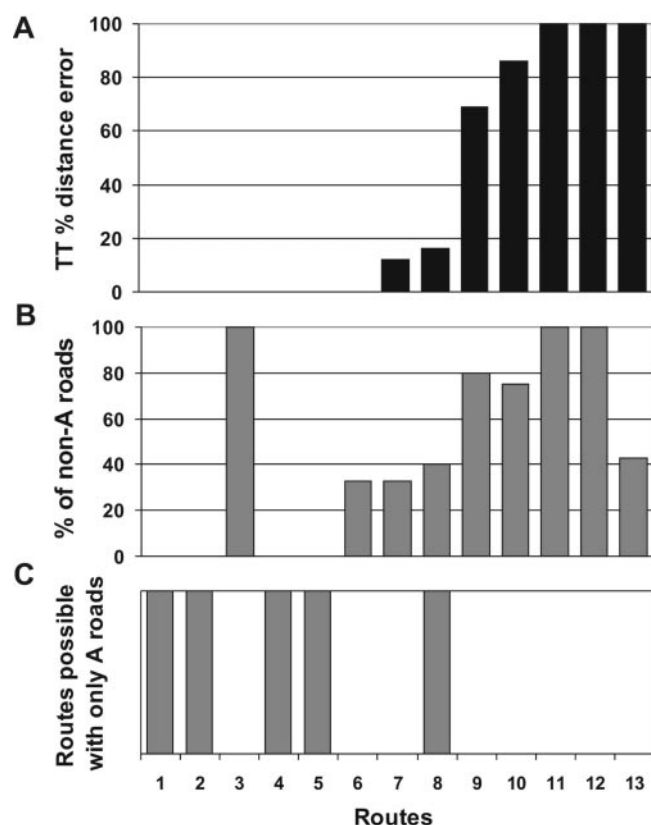 A
TT % distance error
100
80
60
40
20
0
B
% of non-A roads
100
80
60
40
20
0
C
Routes possible
with only A roads
1 2 3 4 5 6 7 8 9 10 11 12 13
Routes